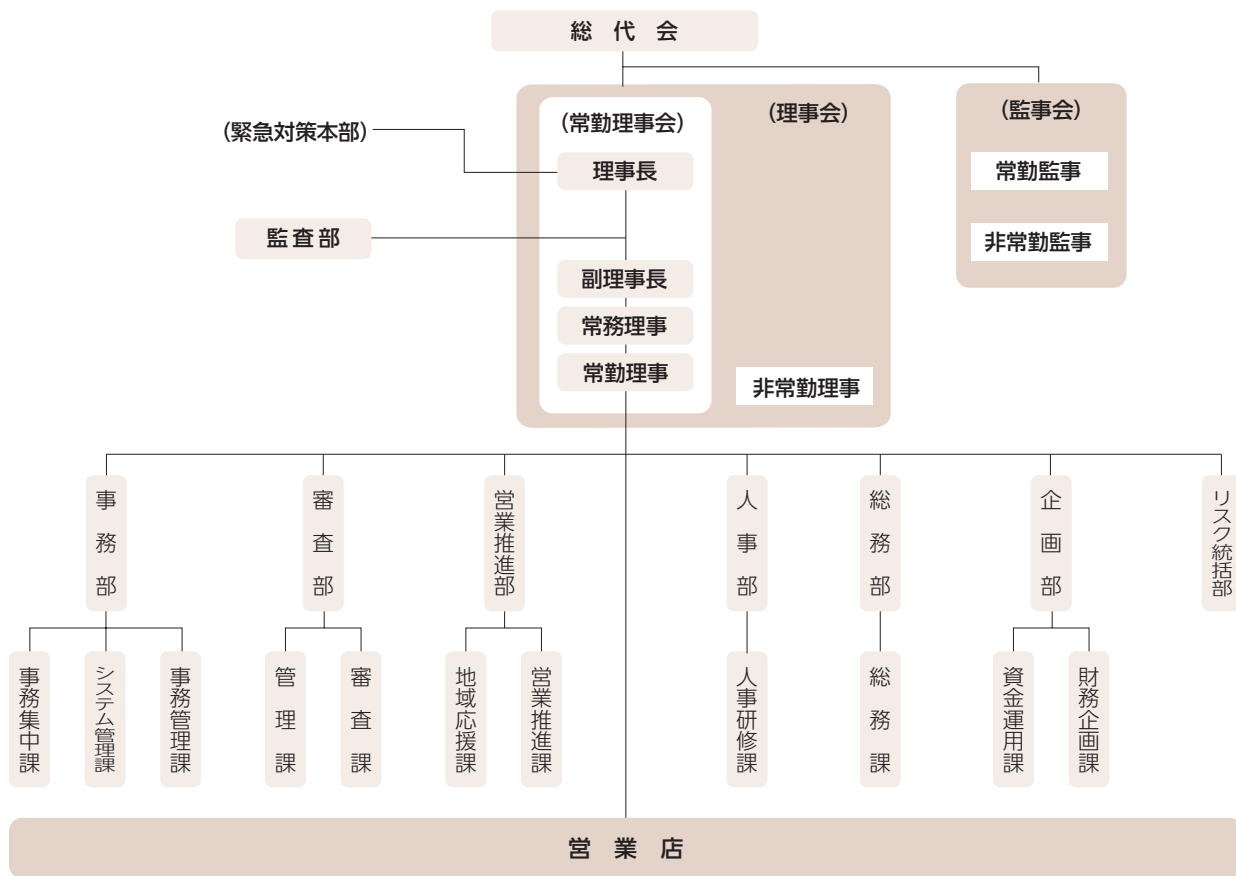 総代会
(理事会)
(監事会)
(常勤理事会)
(緊急対策本部)
理事長
常勤監事
監査部
非常勤監事
副理事長
常務理事
常勤理事
非常勤理事
事務部
審査部
営業推進部
人事部
総務部
企画部
リスク統括部
事務集中課
システム管理課
事務管理課
管理課
審査課
地域応援課
営業推進課
人事研修課
総務課
資金運用課
財務企画課
営業店